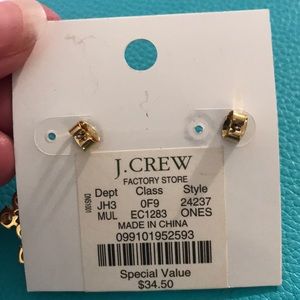 J.CREW
FACTORY STORE
Dept Class Style
JH3 0F9 24237
MUL EC1283 ONES
MADE IN CHINA
099101952593
Special Value
$34.50